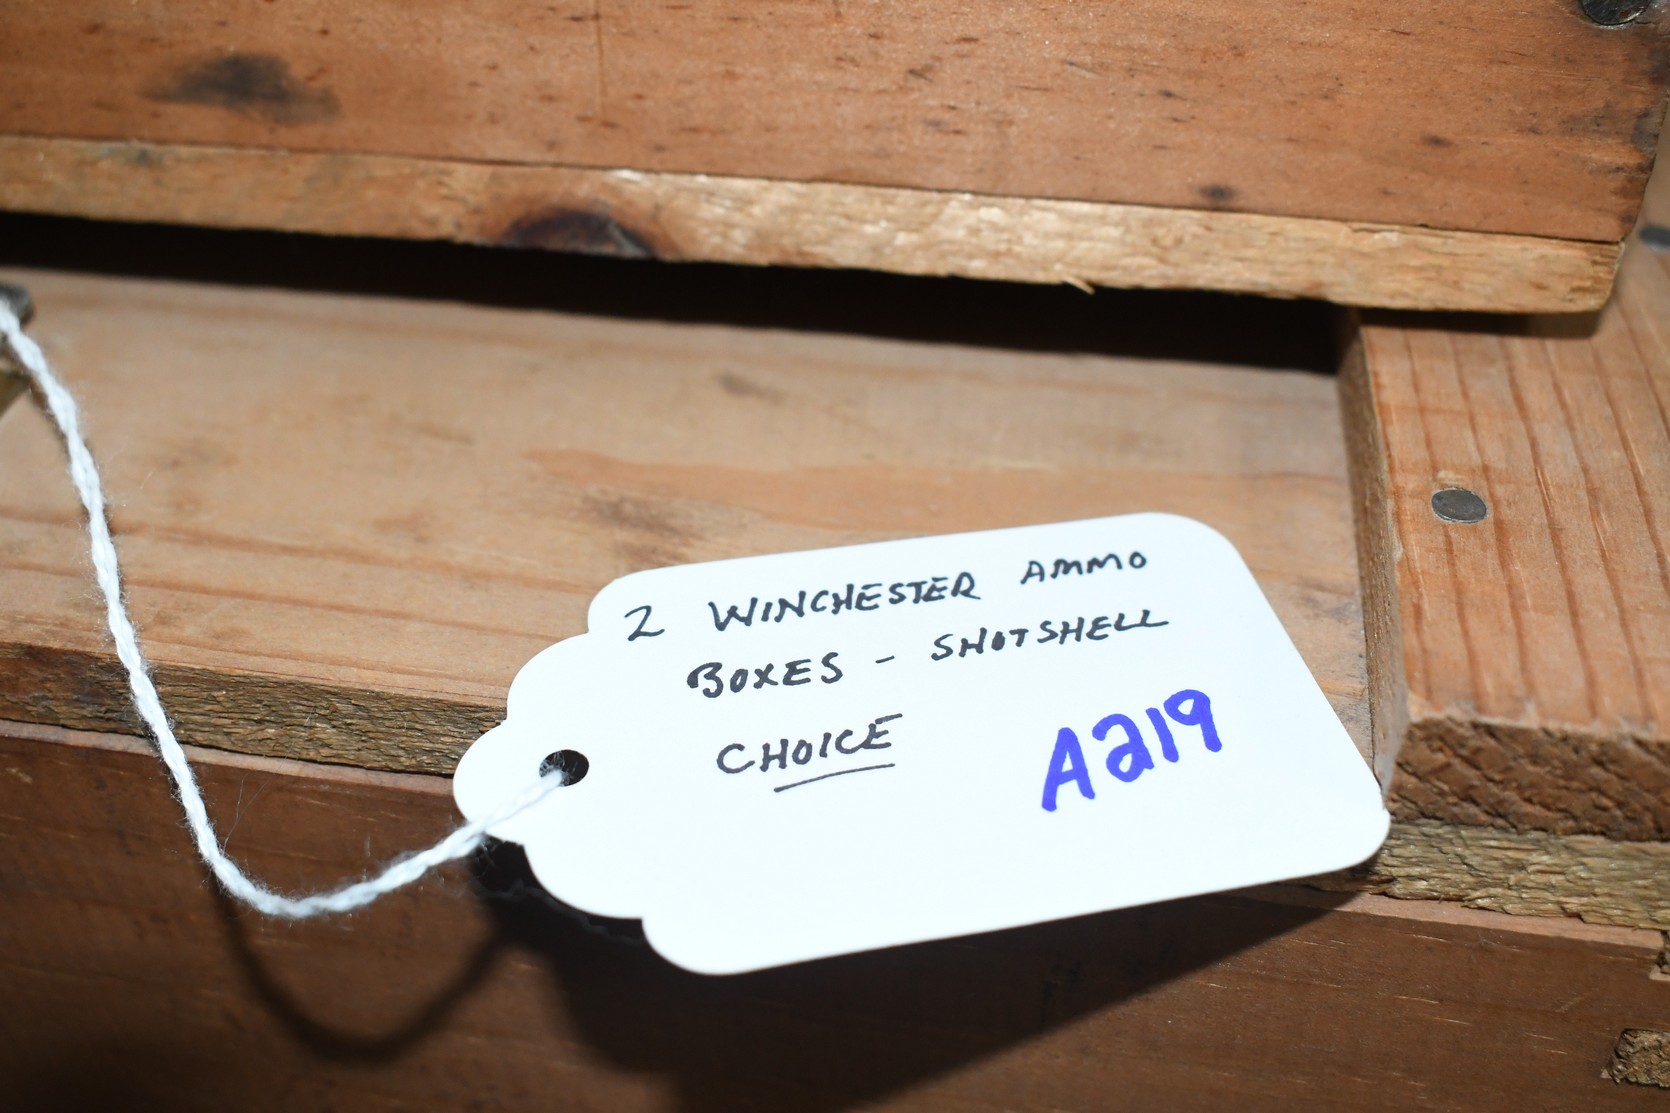 2 WINCHESTER AMMO
BOXES - SHOTSHELL
CHOICE
A219